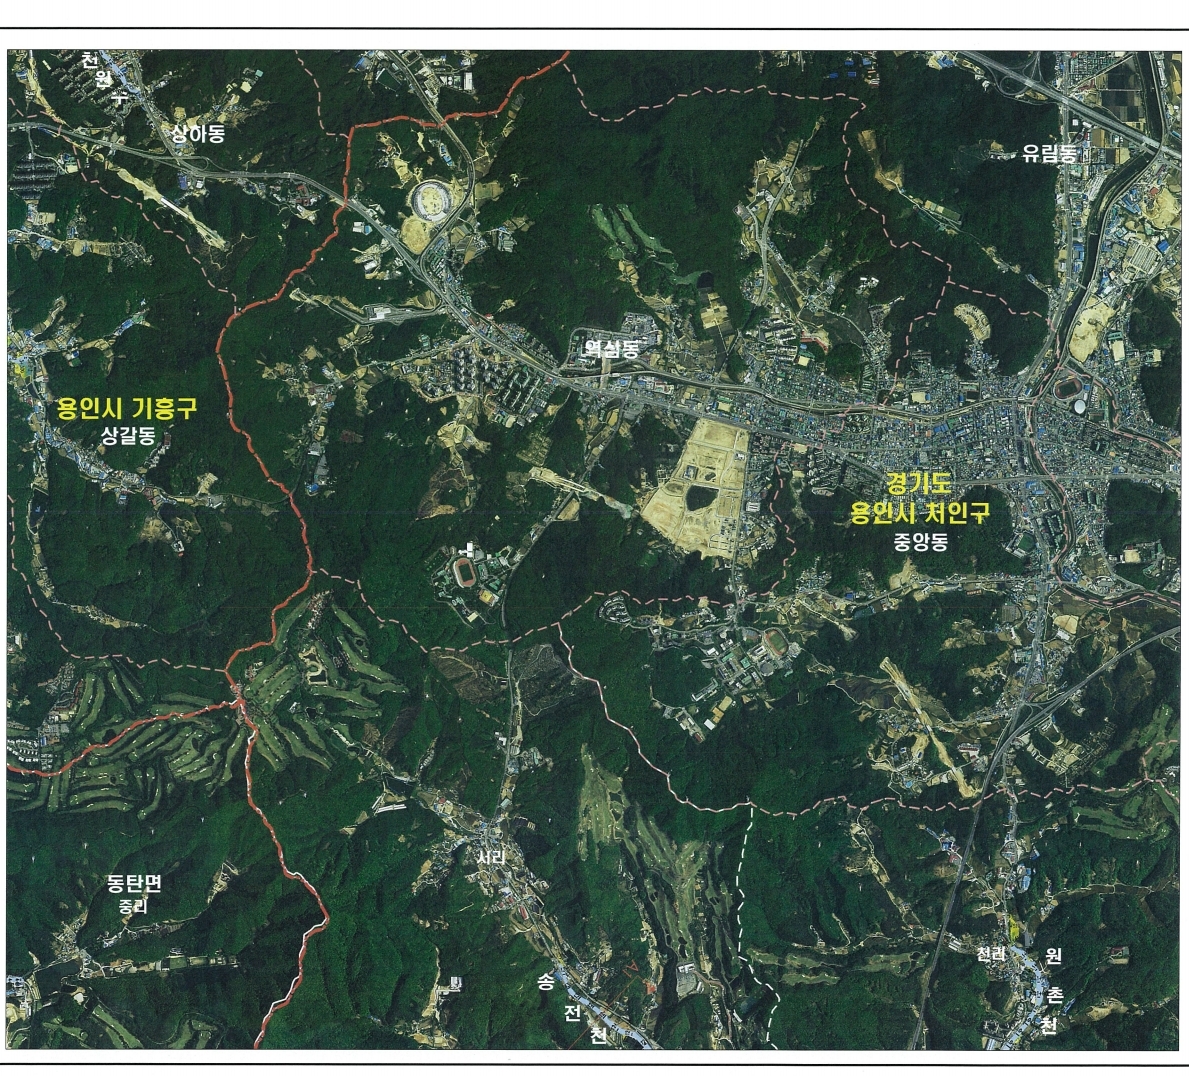 천
원
상하동
유림동
역삼동
용인시 기흥구
상갈동
경기도
용인시 처인구
중앙동
서리
동탄면
중리
송
전
천
천리
원
촌
천